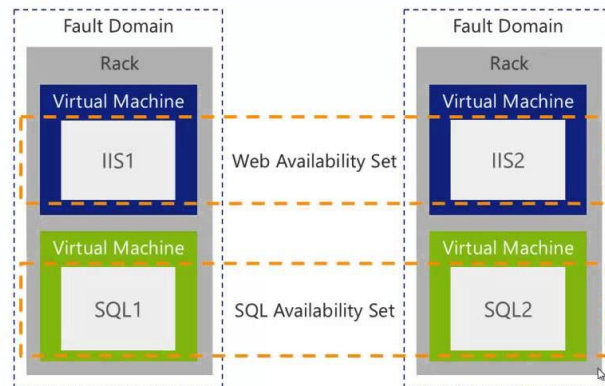 Fault Domain
Rack
Virtual Machine
IIS1
Virtual Machine
SQL1
Web Availability Set
SQL Availability Set
Fault Domain
Rack
Virtual Machine
IIS2
Virtual Machine
SQL2